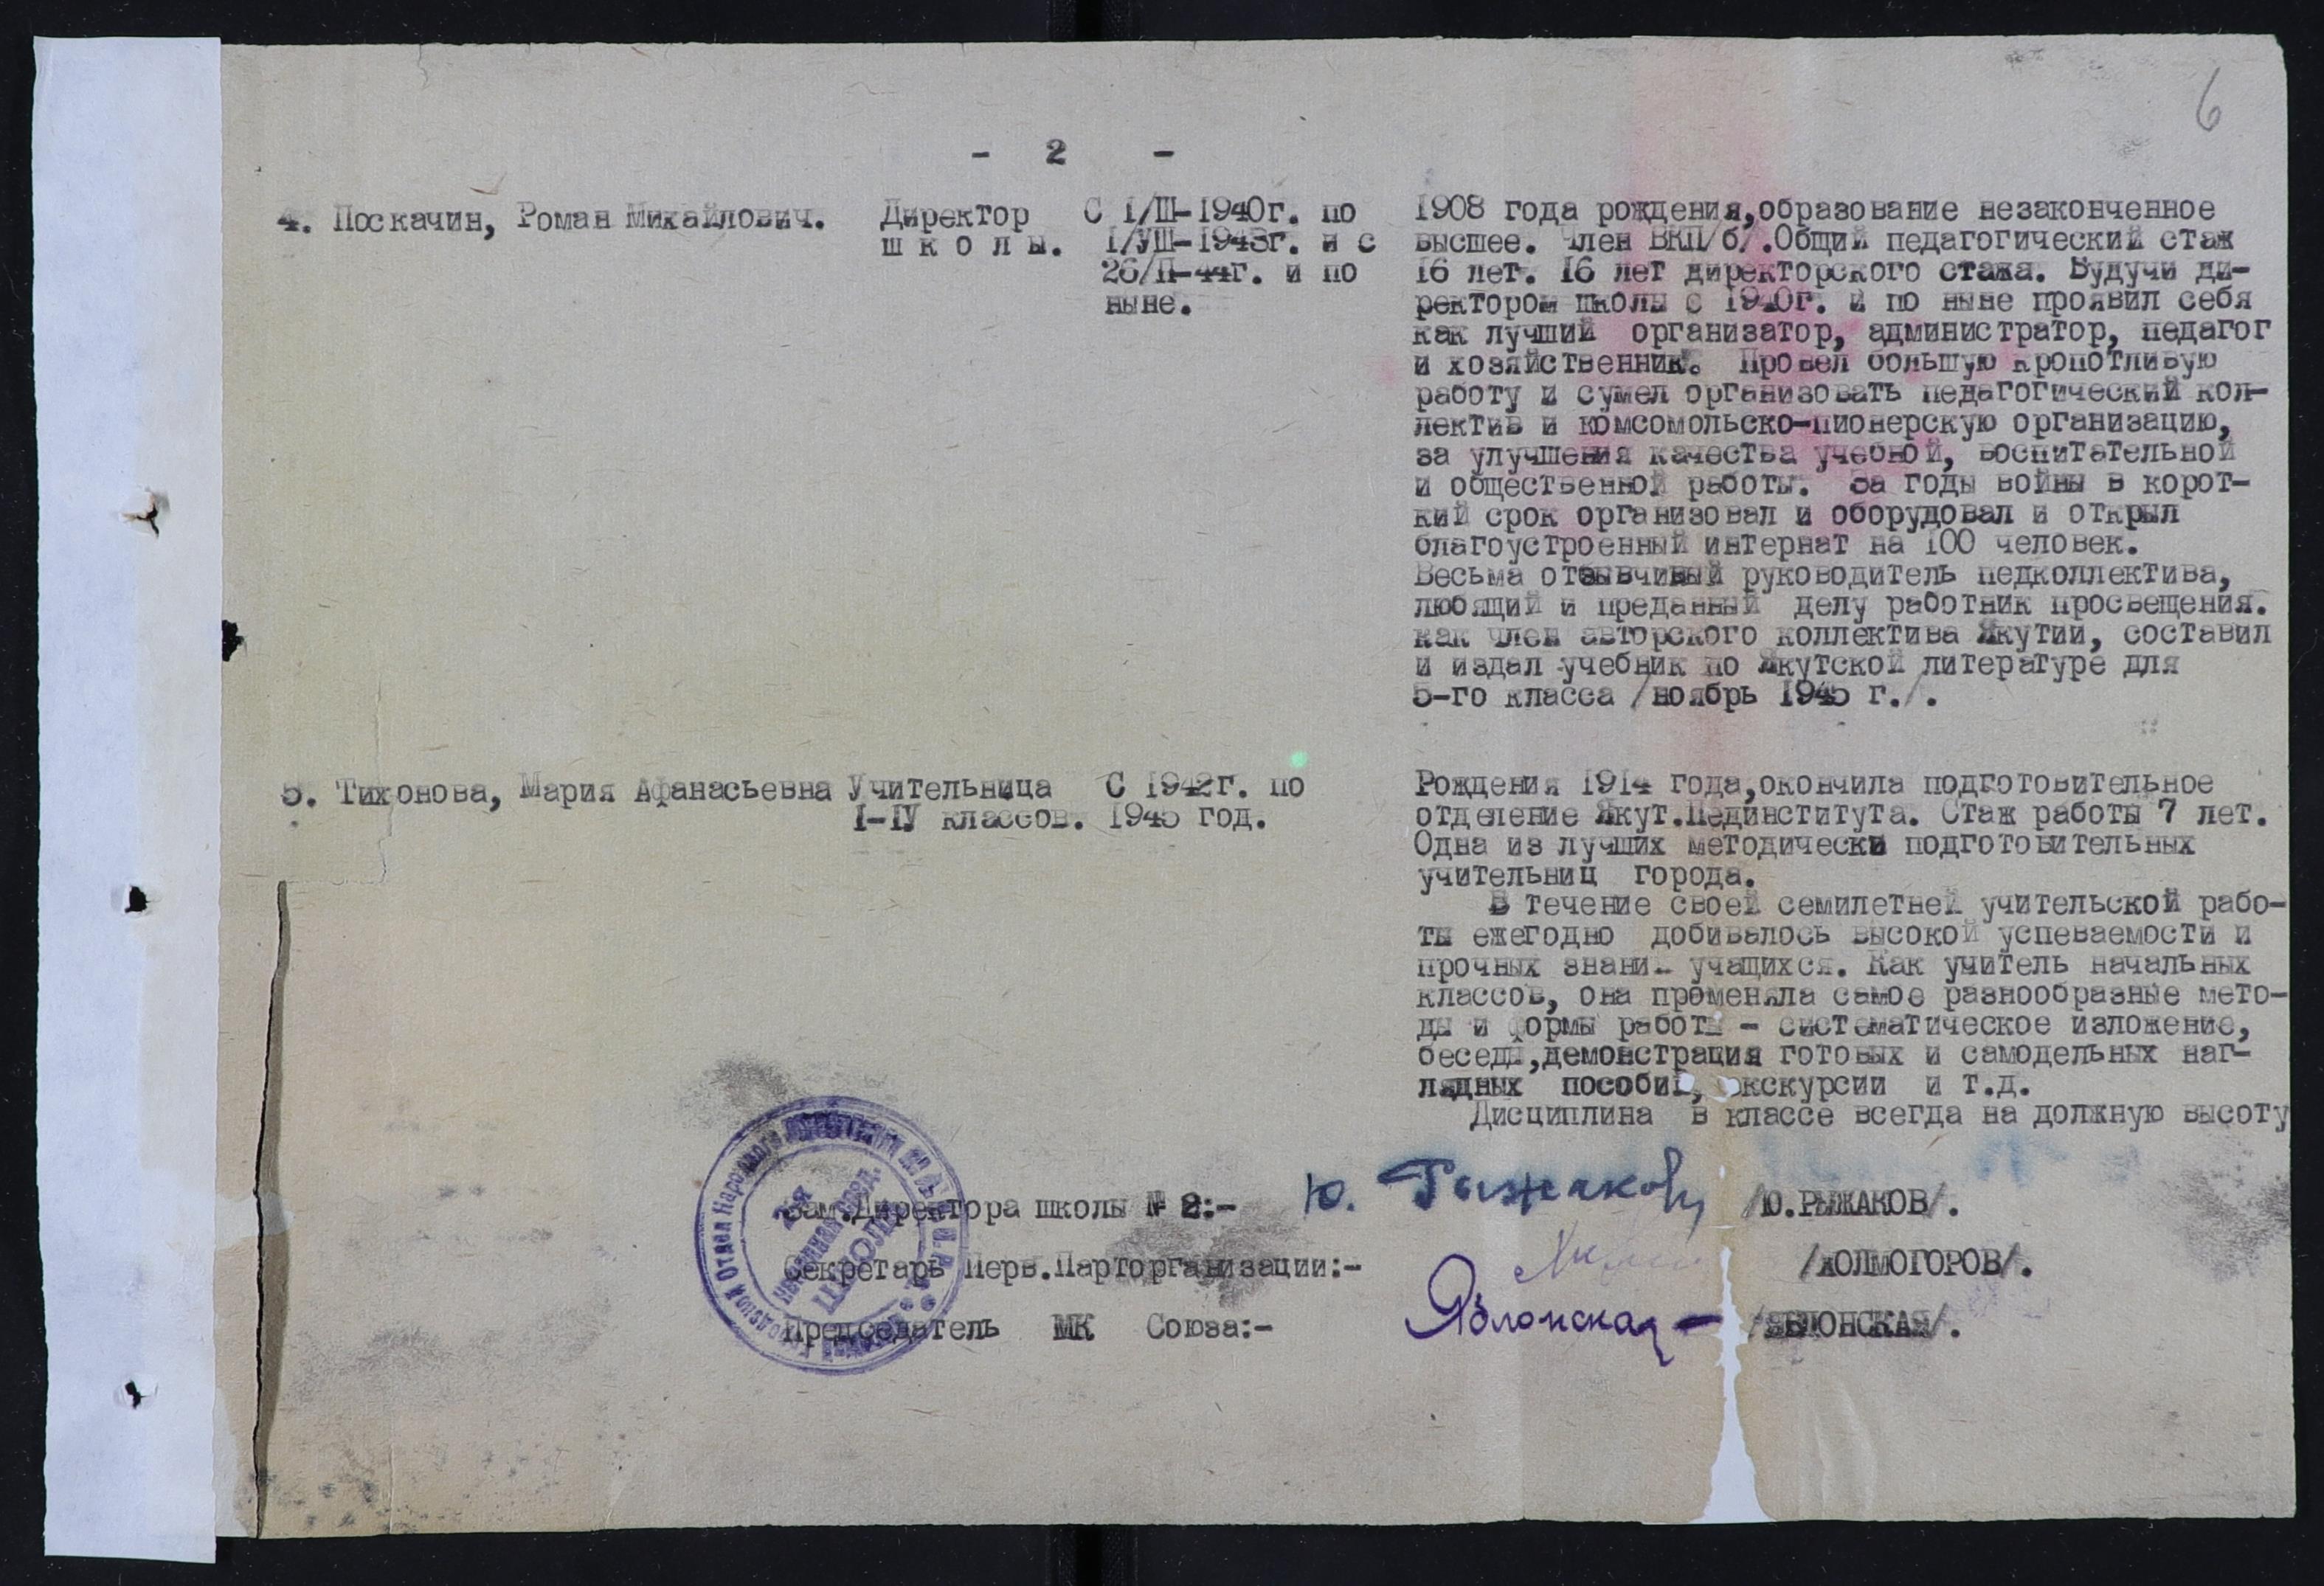 6
- 2 -
4. Поскачин, Роман Михайлович.
Директор
школы.
С I/Ш-1940г. по
I/УШ-1943г. и с
26/П-44г. и по
ныне.
1908 года рождения,образование незаконченное
высшее. Член ВКП/б/.Общий педагогический стаж
16 лет. 16 лет директорского стажа. Будучи ди-
ректором школы с 1940г. и по ныне проявил себя
как лучший организатор, администратор, педагог
и хозяйственник. Провел большую кропотливую
работу и сумел организовать педагогический кол-
лектив и комсомольско-пионерскую организацию,
за улучшения качества учебной, воспитательной
и общественной работы. За годы войны в корот-
кий срок организовал и оборудовал и открыл
благоустроенный интернат на 100 человек.
Весьма отзывчивый руководитель педколлектива,
любящий и преданный делу работник просвещения.
как член авторского коллектива Якутии, составил
и издал учебник по Якутской литературе для
5-го класса /ноябрь 1945 г./.
5. Тихонова, Мария Афанасьевна
Учительница
I-IУ классов.
С 1942г. по
1945 год.
Рождения 1914 года,окончила подготовительное
отделение Якут.Пединститута. Стаж работы 7 лет.
Одна из лучших методически подготовительных
учительниц города.
В течение своей семилетней учительской рабо-
ты ежегодно добивалось высокой успеваемости и
прочных знани учащихся. Как учитель начальных
классов, она променяла самое разнообразные мето-
ды и формы работы - систематическое изложение,
беседы,демонстрация готовых и самодельных наг-
лядных пособий, экскурсии и т.д.
Дисциплина в классе всегда на должную высоту
Зам.Директора школы № 2:- Ю. Рыжаков /Ю.РЫЖАКОВ/.
Секретарь Перв.Парторганизации:- /ХОЛМОГОРОВ/.
Председатель МК Союза:- Яблонская /ЯБЛОНСКАЯ/.
Отдел Народного
2-я
ШКОЛА